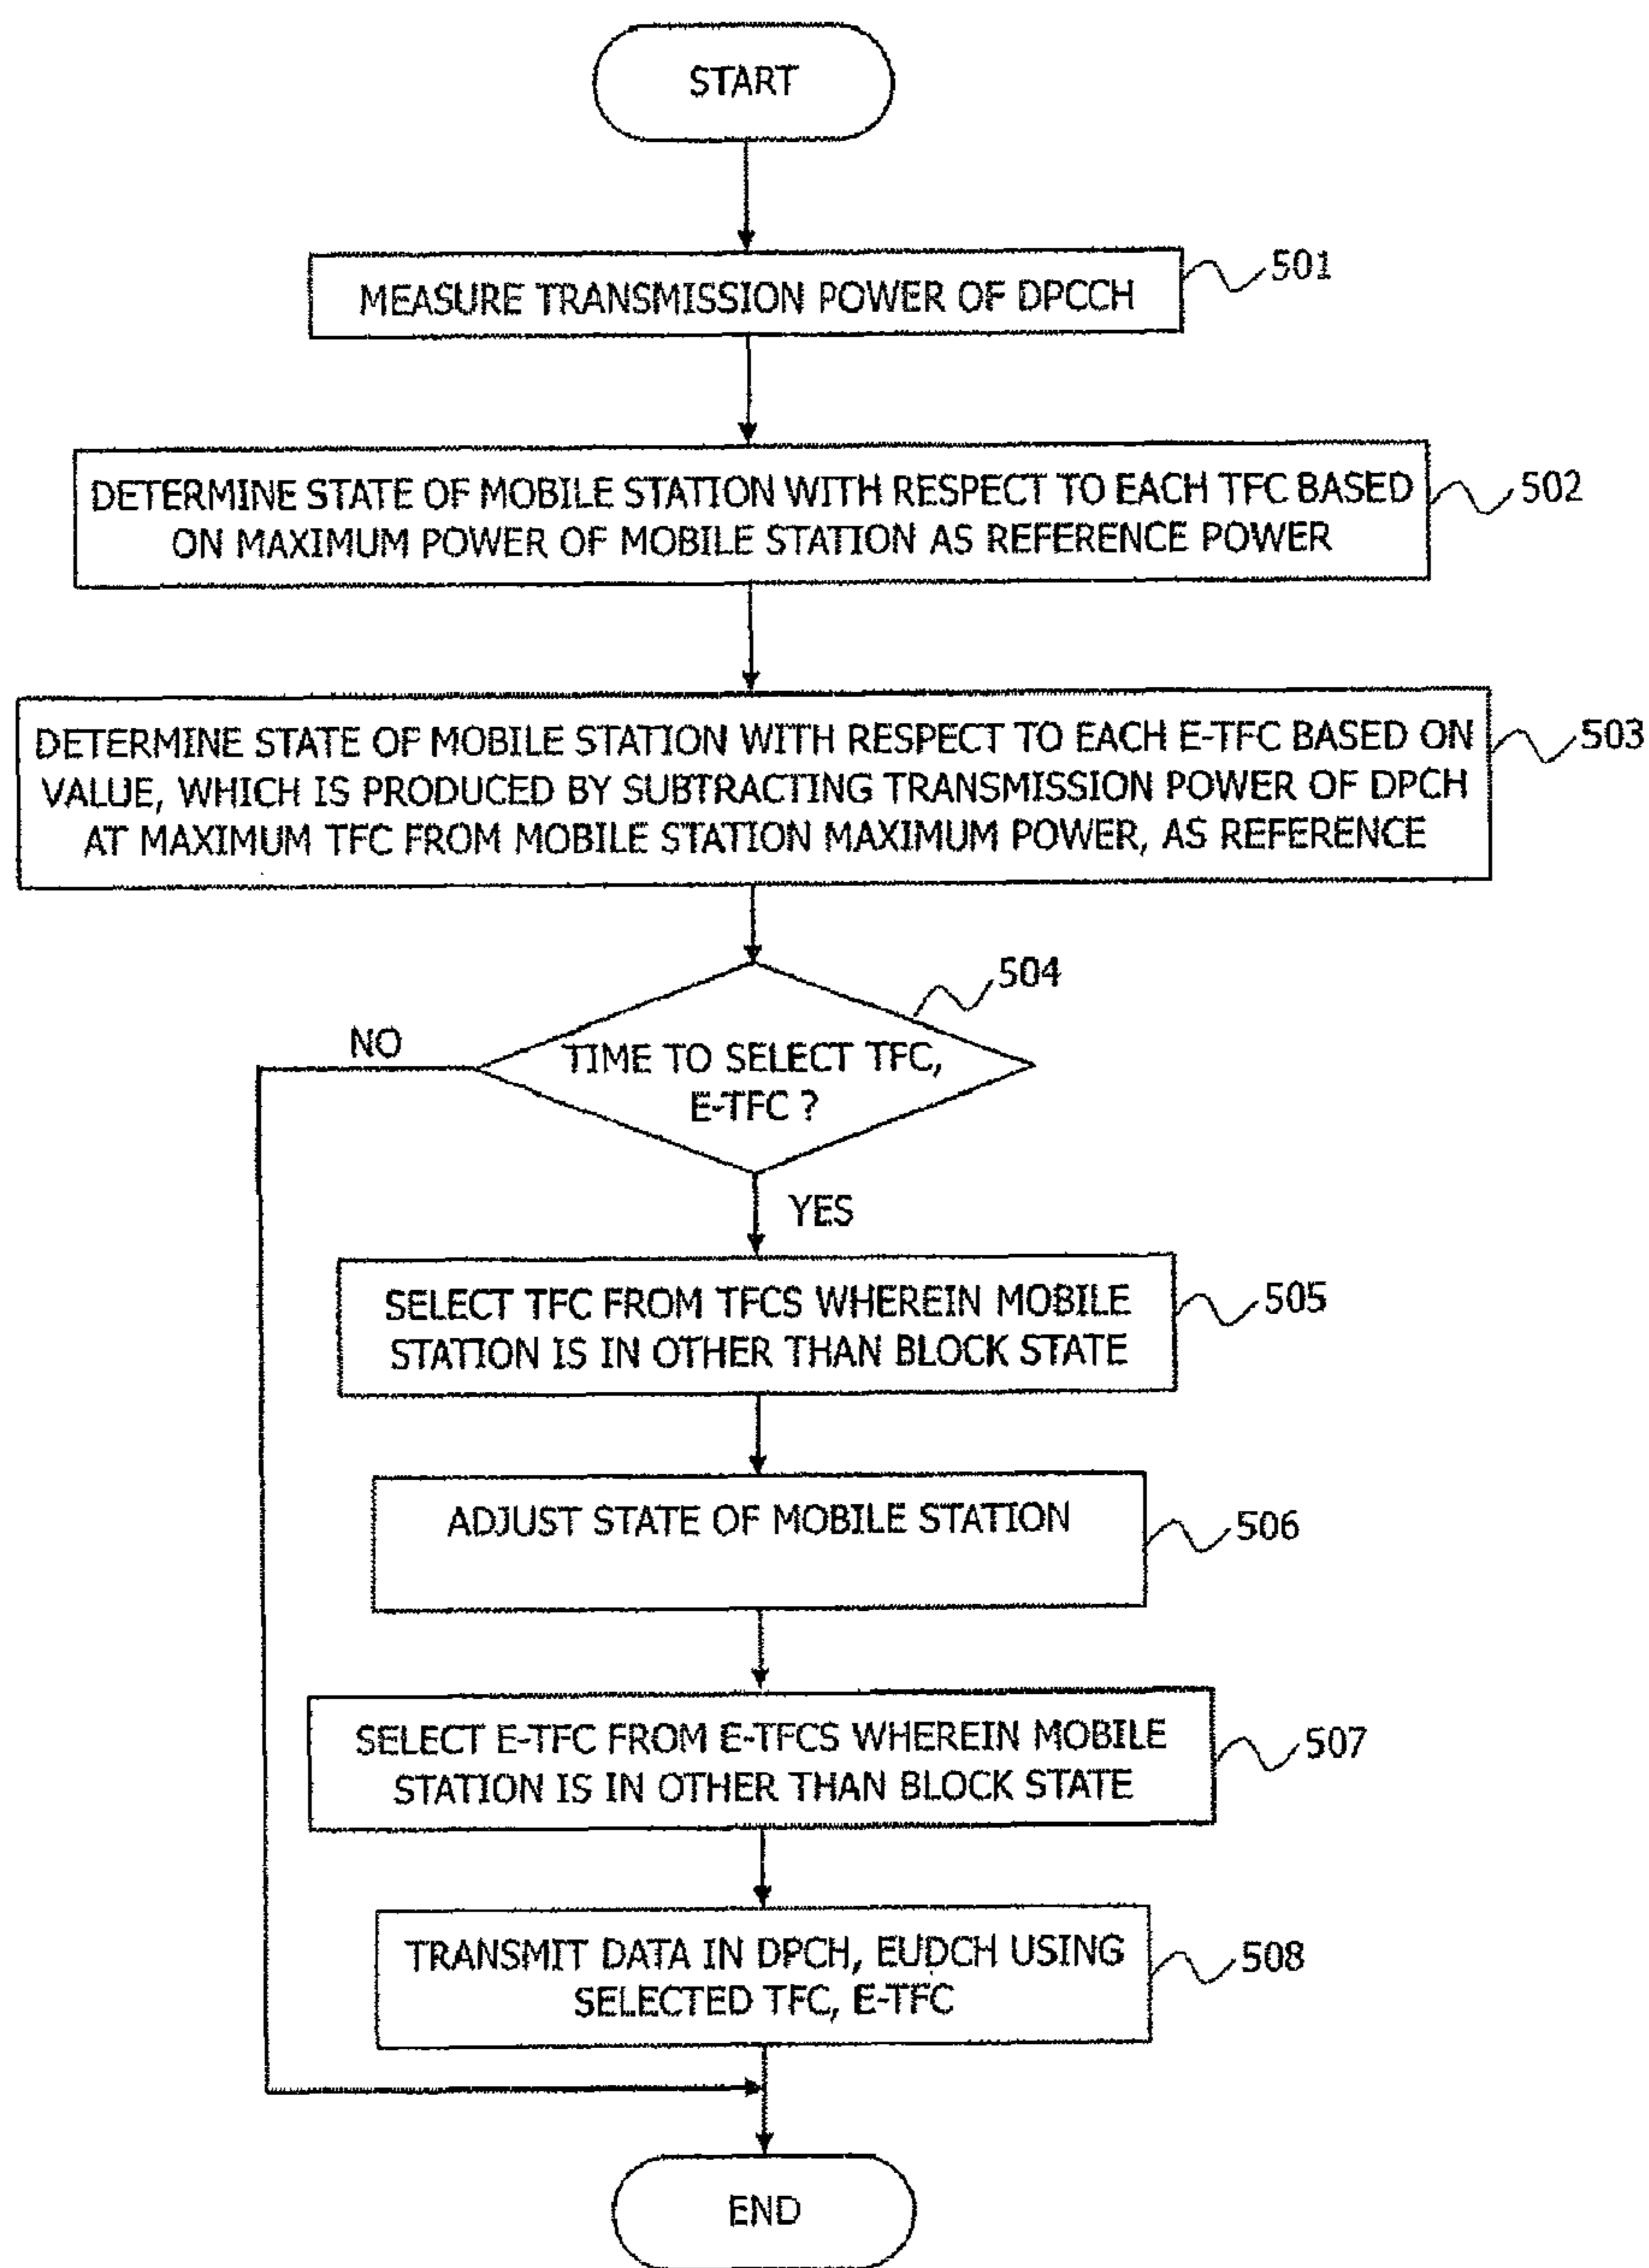 START
MEASURE TRANSMISSION POWER OF DPCCH
501
DETERMINE STATE OF MOBILE STATION WITH RESPECT TO EACH TFC BASED
ON MAXIMUM POWER OF MOBILE STATION AS REFERENCE POWER
502
DETERMINE STATE OF MOBILE STATION WITH RESPECT TO EACH E-TFC BASED ON
VALUE, WHICH IS PRODUCED BY SUBTRACTING TRANSMISSION POWER OF DPCH
AT MAXIMUM TFC FROM MOBILE STATION MAXIMUM POWER, AS REFERENCE
503
504
NO
TIME TO SELECT TFC,
E-TFC ?
YES
SELECT TFC FROM TFCS WHEREIN MOBILE
STATION IS IN OTHER THAN BLOCK STATE
505
ADJUST STATE OF MOBILE STATION
506
SELECT E-TFC FROM E-TFCS WHEREIN MOBILE
STATION IS IN OTHER THAN BLOCK STATE
507
TRANSMIT DATA IN DPCH, EUDCH USING
SELECTED TFC, E-TFC
508
END